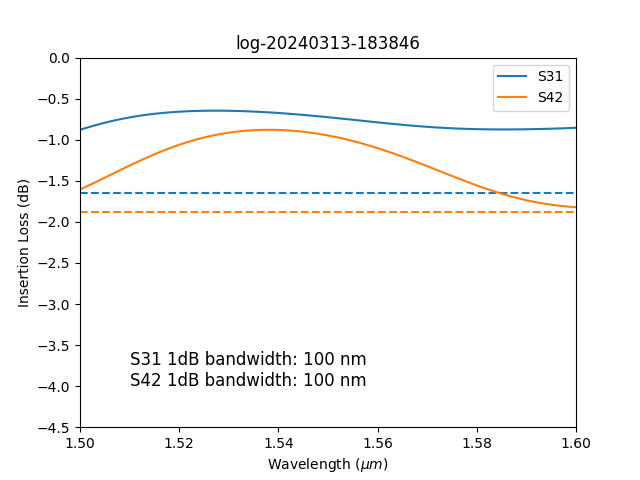 log-20240313-183846
0.0
−0.5
−1.0
−1.5
−2.0
−2.5
−3.0
−3.5
−4.0
−4.5
Insertion Loss (dB)
S31
S42
S31 1dB bandwidth: 100 nm
S42 1dB bandwidth: 100 nm
1.50 1.52 1.54 1.56 1.58 1.60
Wavelength (μm)